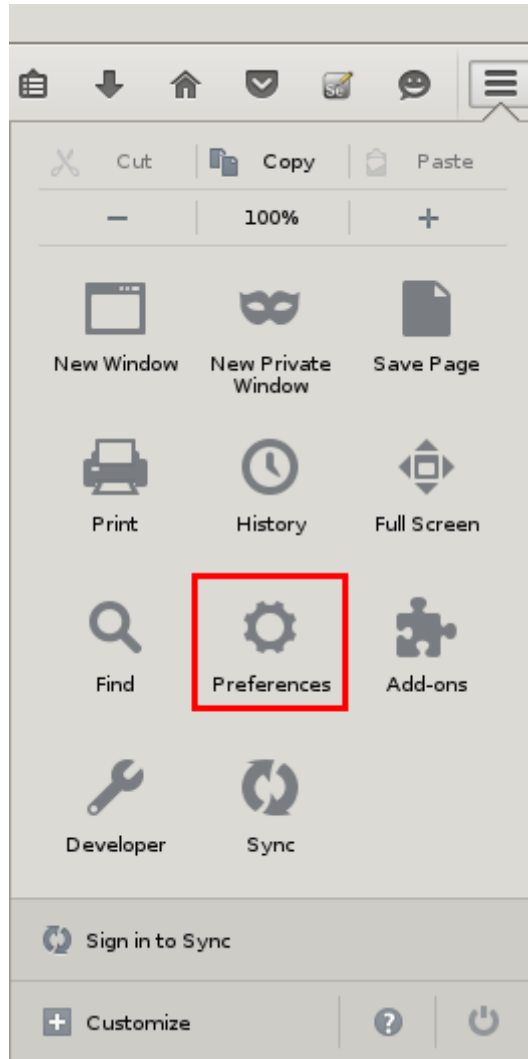 Se
Cut Copy Paste
100%
New Window New Private Window Save Page
Print History Full Screen
Find Preferences Add-ons
Developer Sync
Sign in to Sync
Customize